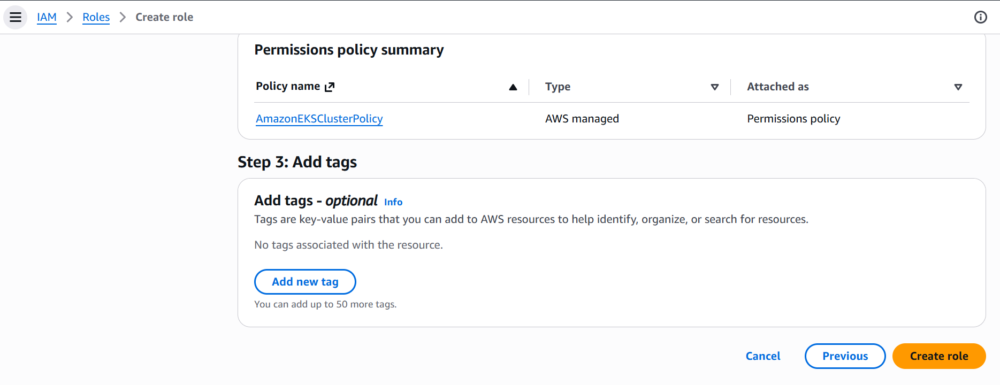 IAM > Roles > Create role
Permissions policy summary
Policy name Type Attached as
AmazonEKSClusterPolicy AWS managed Permissions policy
Step 3: Add tags
Add tags - optional Info
Tags are key-value pairs that you can add to AWS resources to help identify, organize, or search for resources.
No tags associated with the resource.
Add new tag
You can add up to 50 more tags.
Cancel Previous Create role